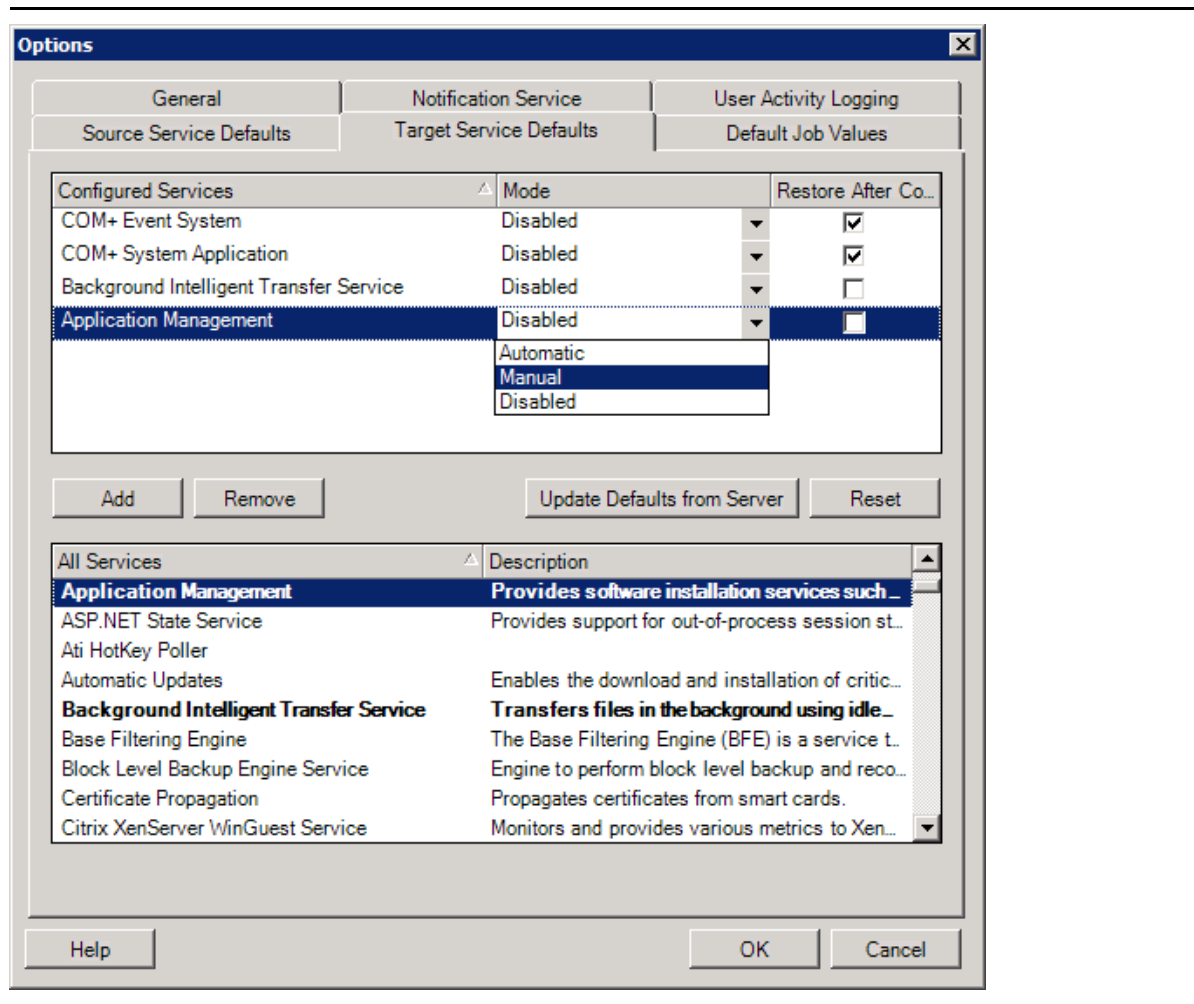 Options
General Notification Service User Activity Logging
Source Service Defaults Target Service Defaults Default Job Values
Configured Services Mode Restore After Co...
COM+ Event System Disabled
COM+ System Application Disabled
Background Intelligent Transfer Service Disabled
Application Management Disabled
Automatic
Manual
Disabled
Add Remove Update Defaults from Server Reset
All Services Description
Application Management Provides software installation services such ...
ASP.NET State Service Provides support for out-of-process session st...
Ati HotKey Poller
Automatic Updates Enables the download and installation of critic...
Background Intelligent Transfer Service Transfers files in the background using idle...
Base Filtering Engine The Base Filtering Engine (BFE) is a service t...
Block Level Backup Engine Service Engine to perform block level backup and reco...
Certificate Propagation Propagates certificates from smart cards.
Citrix XenServer WinGuest Service Monitors and provides various metrics to Xen...
Help OK Cancel